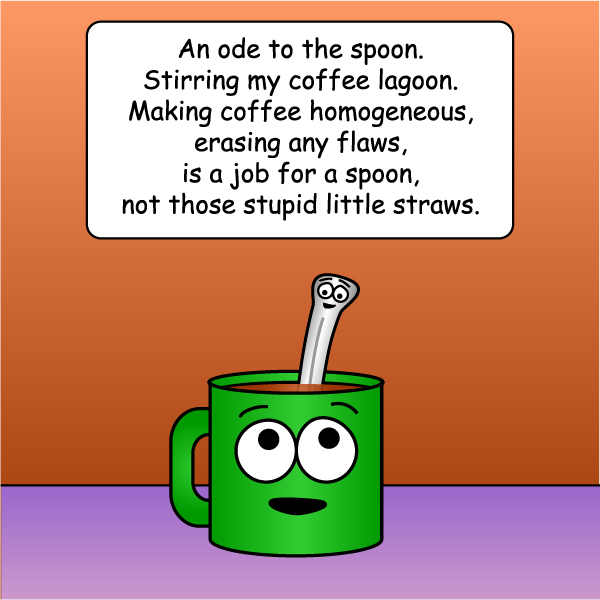 An ode to the spoon.
Stirring my coffee lagoon.
Making coffee homogeneous,
erasing any flaws,
is a job for a spoon,
not those stupid little straws.